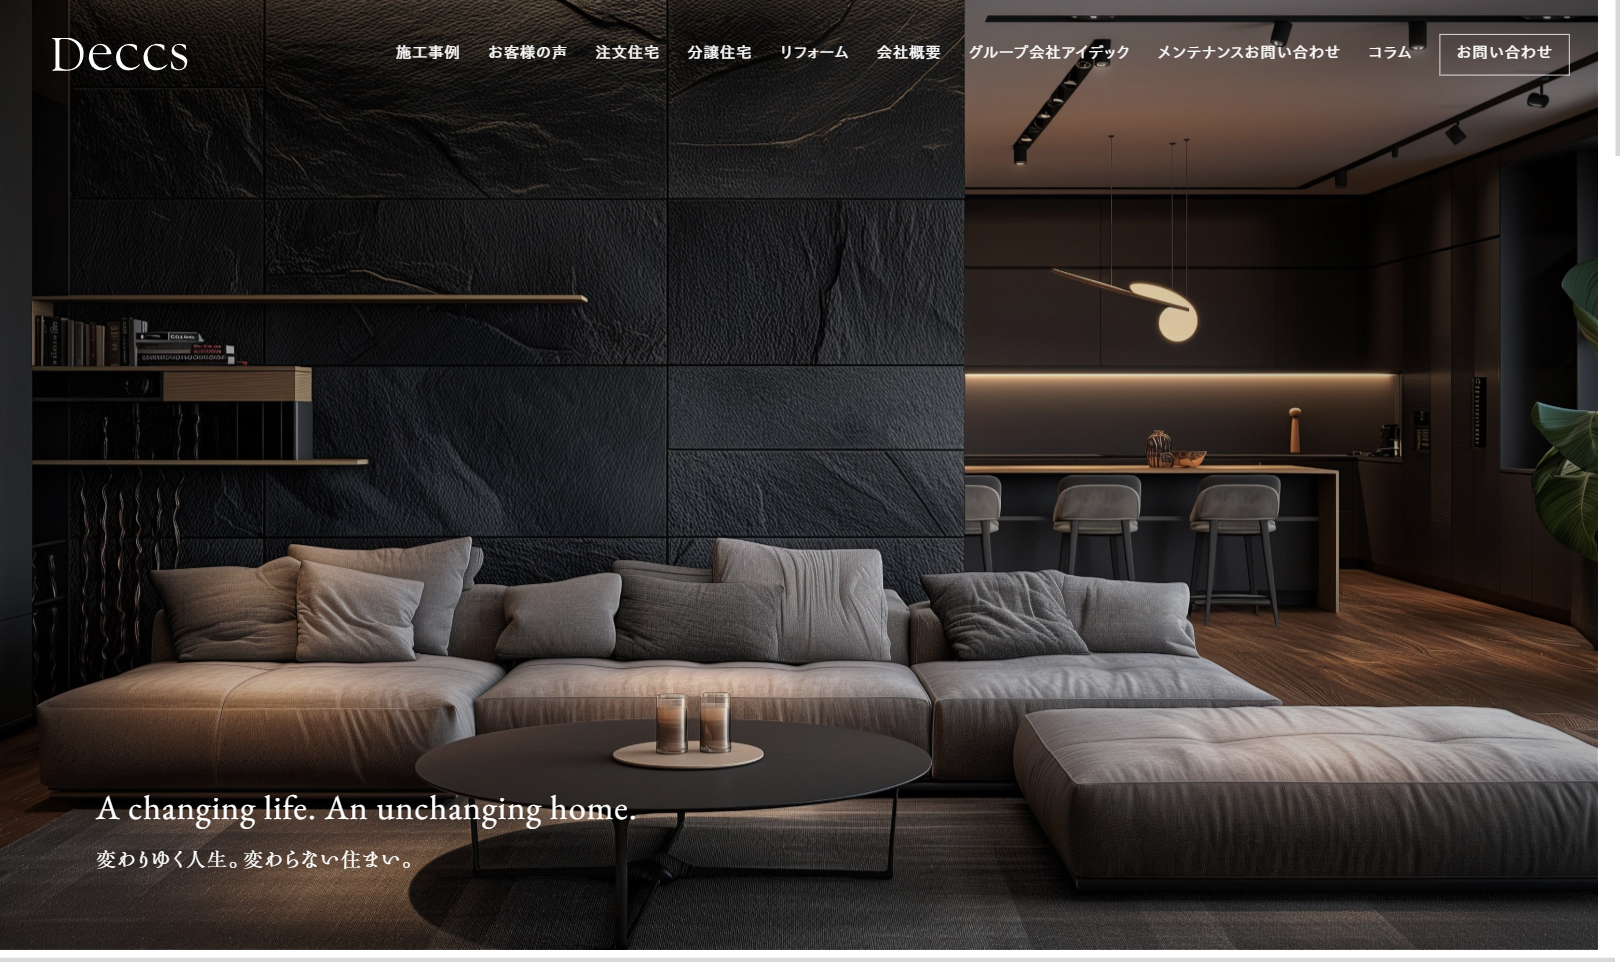 Deccs
施工事例 お客様の声 注文住宅 分譲住宅 リフォーム 会社概要 グループ会社アイデック メンテナンスお問い合わせ コラム お問い合わせ
A changing life. An unchanging home.
変わりゆく人生。変わらない住まい。